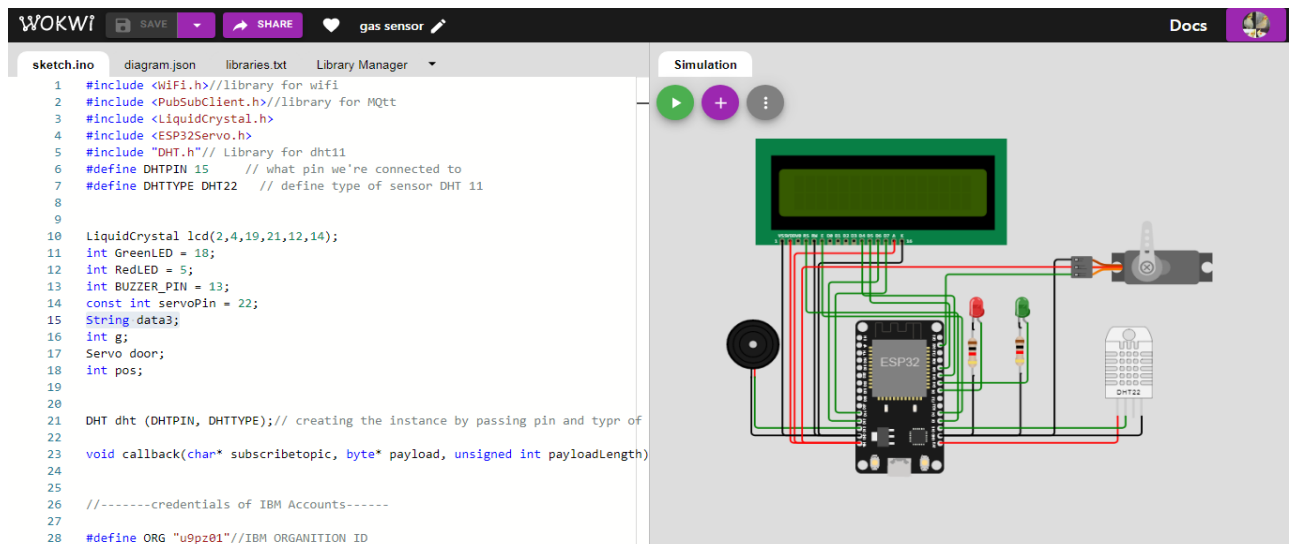 WOKWI SAVE SHARE gas sensor Docs
sketch.ino diagram.json libraries.txt Library Manager Simulation
1 #include <WiFi.h>//library for wifi
2 #include <PubSubClient.h>//library for MQtt
3 #include <LiquidCrystal.h>
4 #include <ESP32Servo.h>
5 #include "DHT.h"// Library for dht11
6 #define DHTPIN 15 // what pin we're connected to
7 #define DHTTYPE DHT22 // define type of sensor DHT 11
8
9
10 LiquidCrystal lcd(2,4,19,21,12,14);
11 int GreenLED = 18;
12 int RedLED = 5;
13 int BUZZER_PIN = 13;
14 const int servoPin = 22;
15 String data3;
16 int g;
17 Servo door;
18 int pos;
19
20
21 DHT dht (DHTPIN, DHTTYPE);// creating the instance by passing pin and typr of
22
23 void callback(char* subscribetopic, byte* payload, unsigned int payloadLength)
24
25
26 //-------credentials of IBM Accounts------
27
28 #define ORG "u9pz01"//IBM ORGANITION ID
ESP32
DHT22